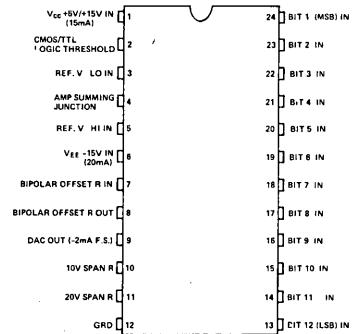 VCC +5V/+15V IN 1
(15mA)
CMOS/TTL 2
LOGIC THRESHOLD
REF. V LO IN 3
AMP SUMMING 4
JUNCTION
REF. V HI IN 5
VEE -15V IN 6
(20mA)
BIPOLAR OFFSET R IN 7
BIPOLAR OFFSET R OUT 8
DAC OUT (-2mA F.S.) 9
10V SPAN R 10
20V SPAN R 11
GRD 12
24 BIT 1 (MSB) IN
23 BIT 2 IN
22 BIT 3 IN
21 BIT 4 IN
20 BIT 5 IN
19 BIT 6 IN
18 BIT 7 IN
17 BIT 8 IN
16 BIT 9 IN
15 BIT 10 IN
14 BIT 11 IN
13 BIT 12 (LSB) IN